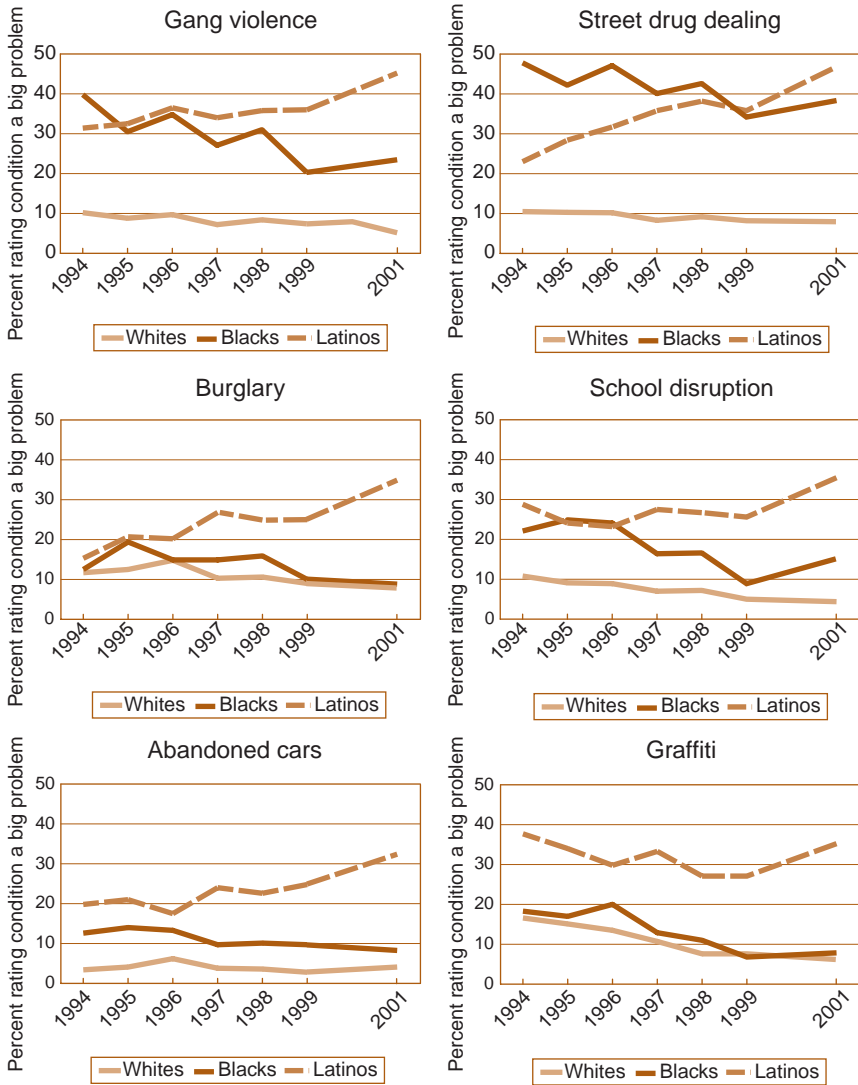 Gang violence
Percent rating condition a big problem
50
40
30
20
10
0
1994 1995 1996 1997 1998 1999 2001
Whites Blacks Latinos
Street drug dealing
Percent rating condition a big problem
50
40
30
20
10
0
1994 1995 1996 1997 1998 1999 2001
Whites Blacks Latinos
Burglary
Percent rating condition a big problem
50
40
30
20
10
0
1994 1995 1996 1997 1998 1999 2001
Whites Blacks Latinos
School disruption
Percent rating condition a big problem
50
40
30
20
10
0
1994 1995 1996 1997 1998 1999 2001
Whites Blacks Latinos
Abandoned cars
Percent rating condition a big problem
50
40
30
20
10
0
1994 1995 1996 1997 1998 1999 2001
Whites Blacks Latinos
Graffiti
Percent rating condition a big problem
50
40
30
20
10
0
1994 1995 1996 1997 1998 1999 2001
Whites Blacks Latinos